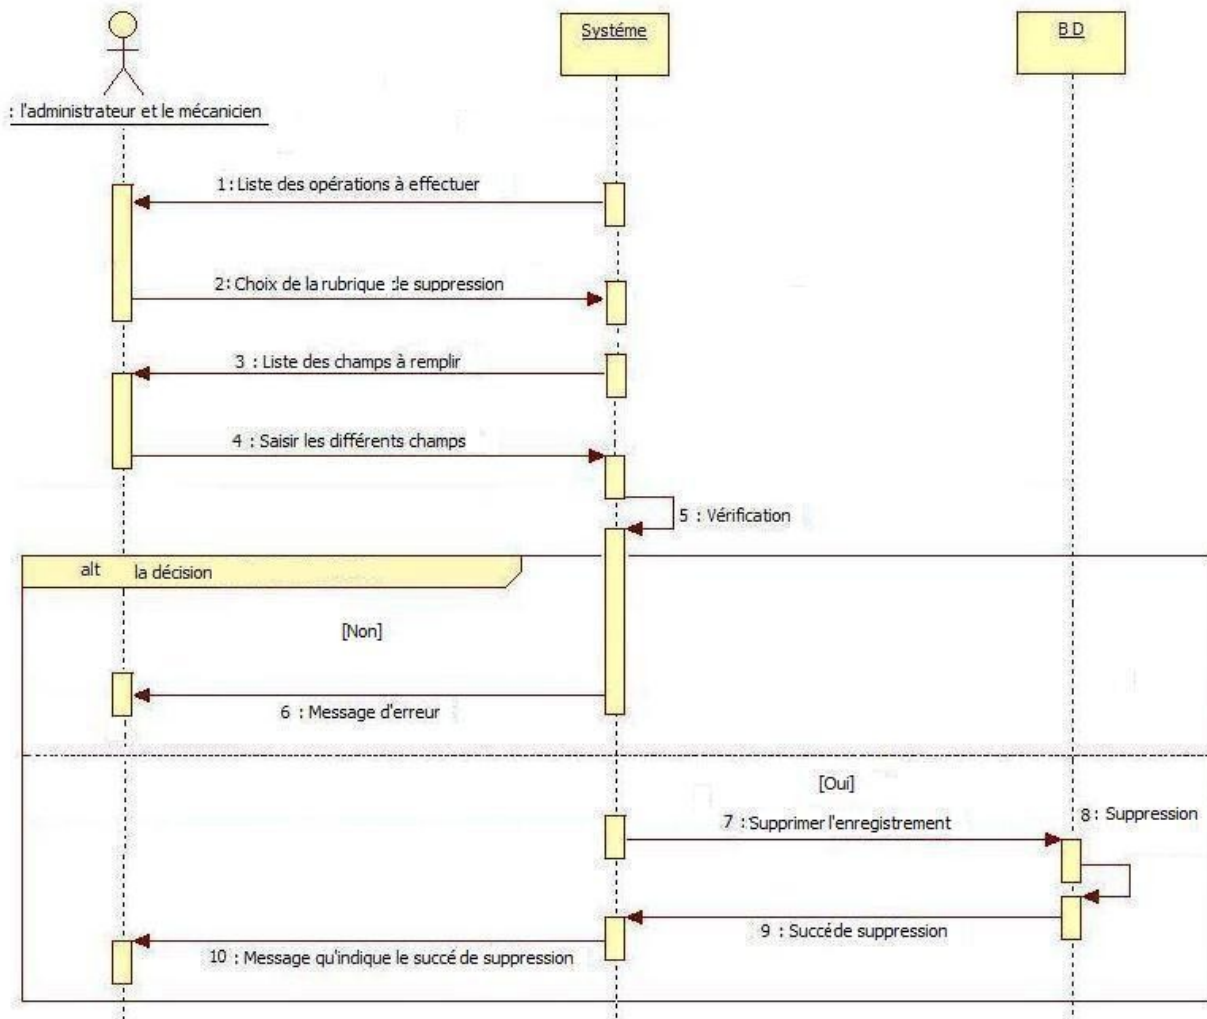 Systéme
B D
: l'administrateur et le mécanicien
1: Liste des opérations à effectuer
2: Choix de la rubrique de suppression
3 : Liste des champs à remplir
4 : Saisir les différents champs
5 : Vérification
alt la décision
[Non]
6 : Message d'erreur
[Oui]
7 : Supprimer l'enregistrement
8 : Suppression
9 : Succé de suppression
10 : Message qu'indique le succé de suppression